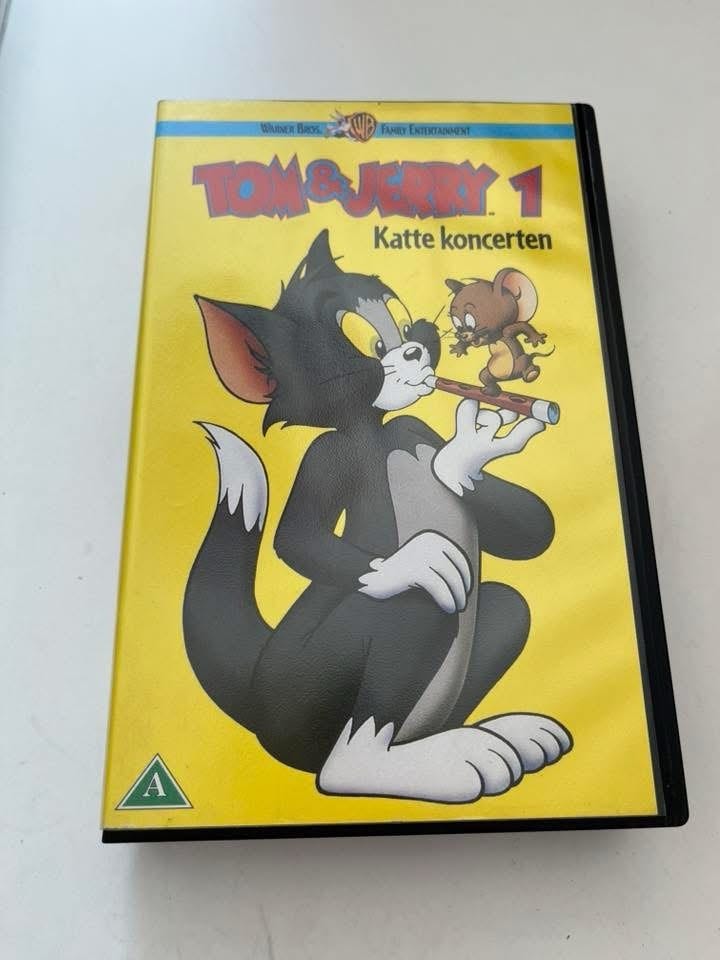 WARNER BROS. WB FAMILY ENTERTAINMENT
TOM & JERRY 1
Katte koncerten
A